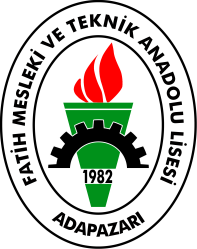 FATİH MESLEKİ VE TEKNİK ANADOLU LİSESİ
1982
ADAPAZARI